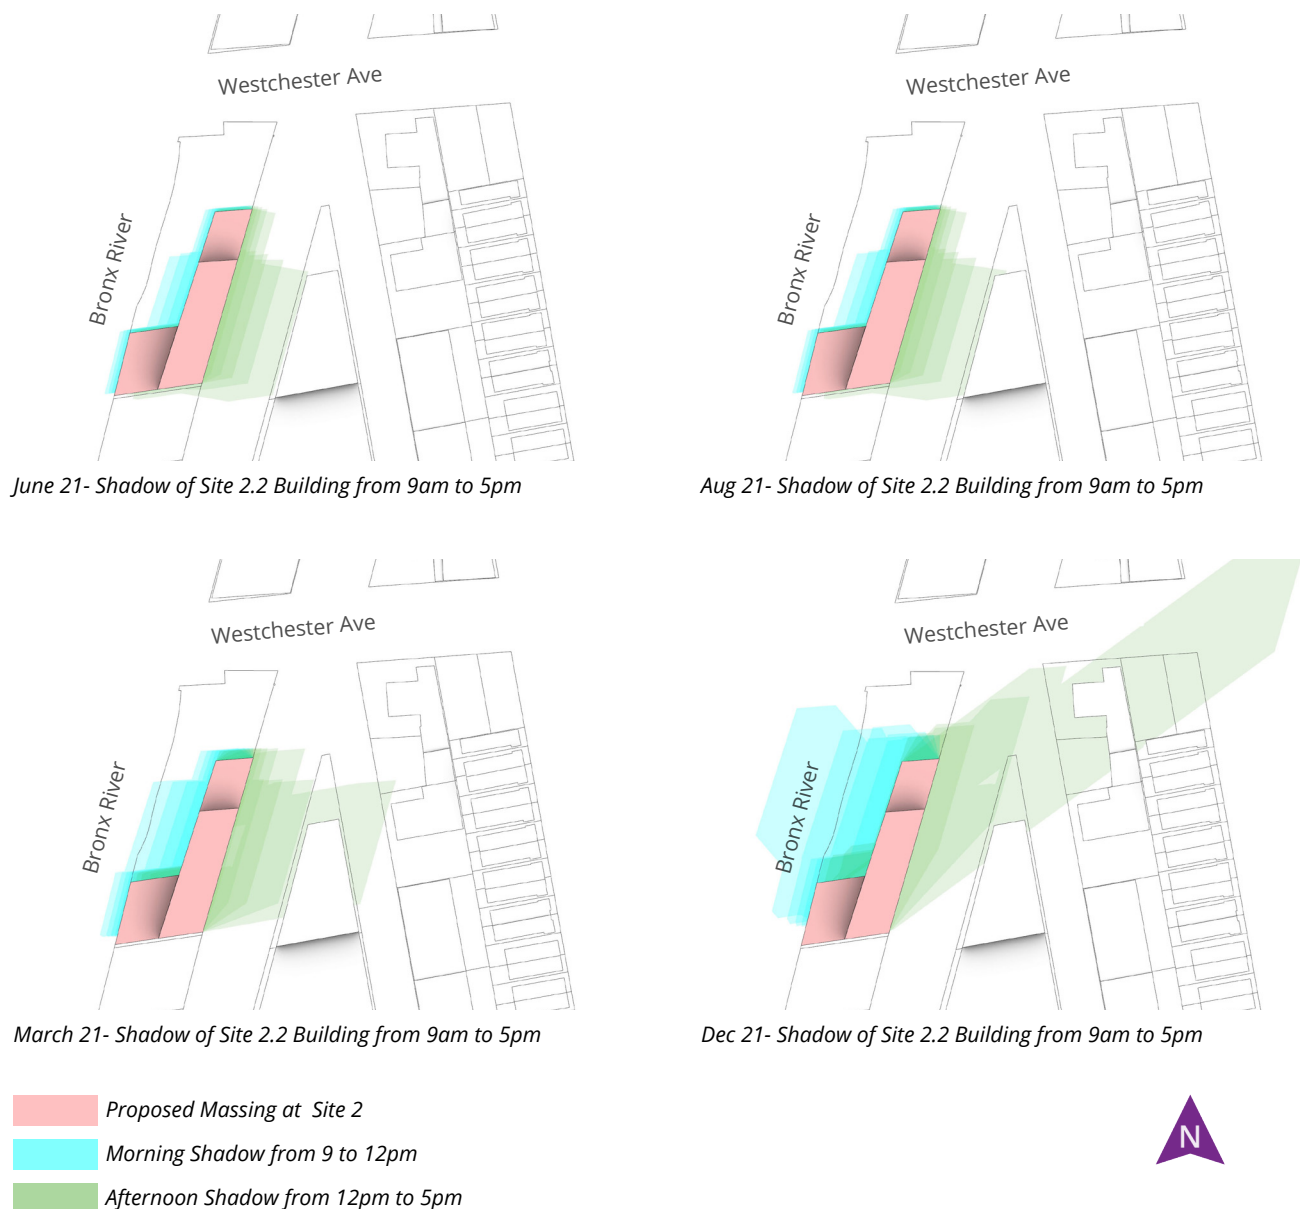 Westchester Ave
Westchester Ave
Bronx River
Bronx River
June 21- Shadow of Site 2.2 Building from 9am to 5pm
Aug 21- Shadow of Site 2.2 Building from 9am to 5pm
Westchester Ave
Westchester Ave
Bronx River
Bronx River
March 21- Shadow of Site 2.2 Building from 9am to 5pm
Dec 21- Shadow of Site 2.2 Building from 9am to 5pm
Proposed Massing at Site 2
Morning Shadow from 9 to 12pm
Afternoon Shadow from 12pm to 5pm
N